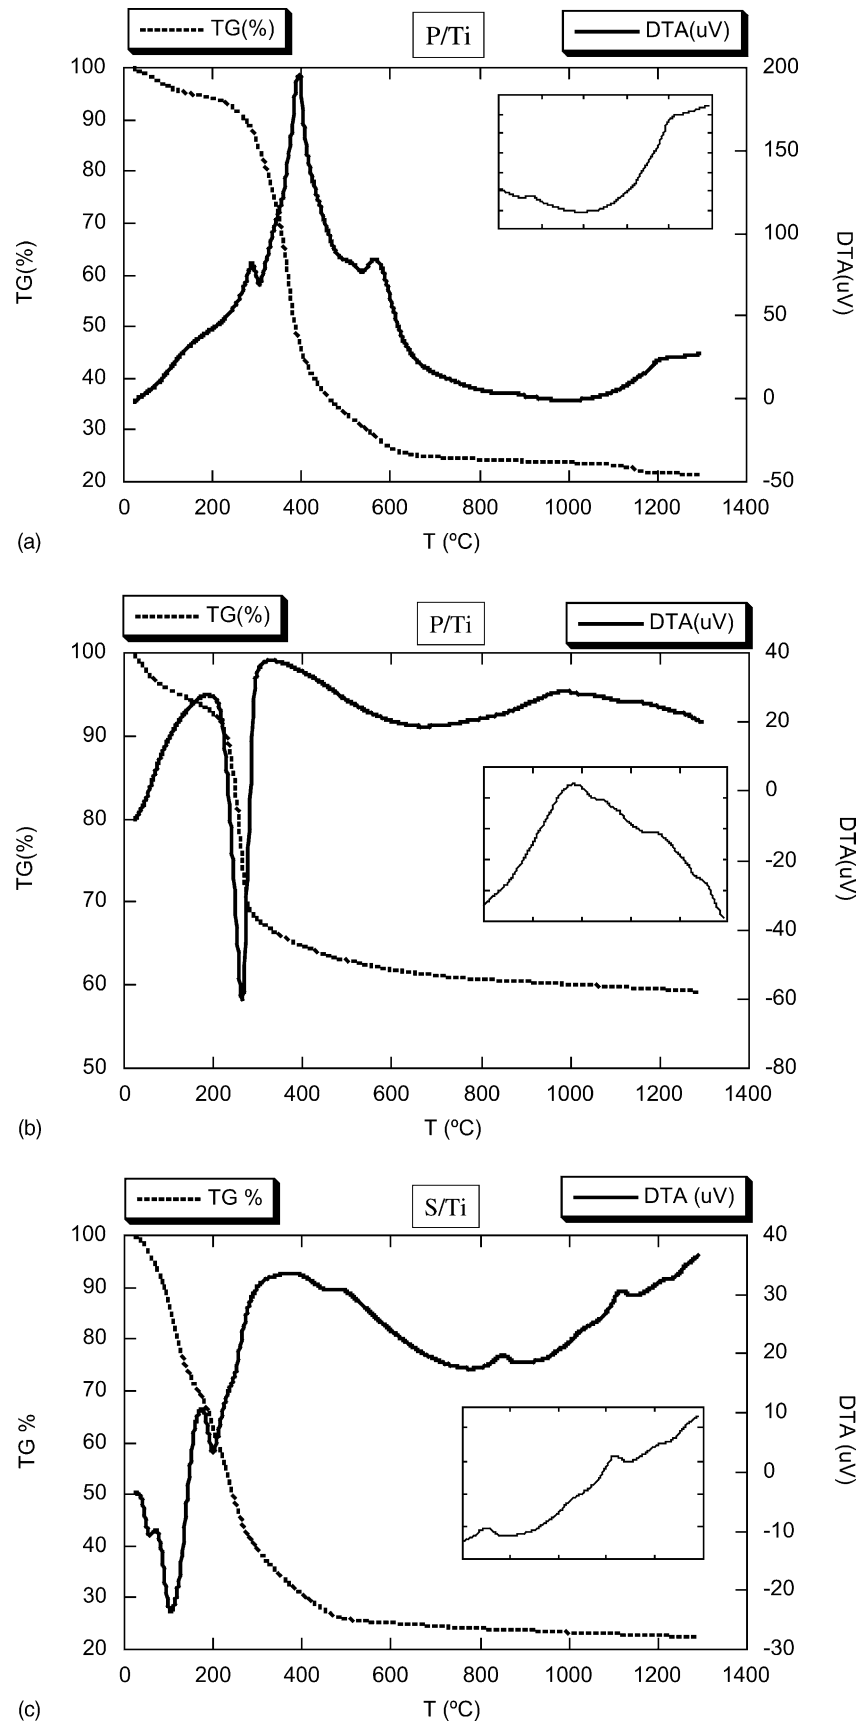 TG(%) P/Ti DTA(uV)
100 200
90
80 150
70
100
60
50 50
40
0
30
20 -50
TG(%)
DTA(uV)
0 200 400 600 800 1000 1200 1400
(a) T (ºC)
TG(%) P/Ti DTA(uV)
100 40
20
90
0
80
-20
70
-40
60 -60
50 -80
TG(%)
DTA(uV)
0 200 400 600 800 1000 1200 1400
(b) T (ºC)
TG % S/Ti DTA (uV)
100 40
90 30
80
20
70
10
60
0
50
40 -10
30 -20
20 -30
TG %
DTA (uV)
0 200 400 600 800 1000 1200 1400
(c) T (ºC)